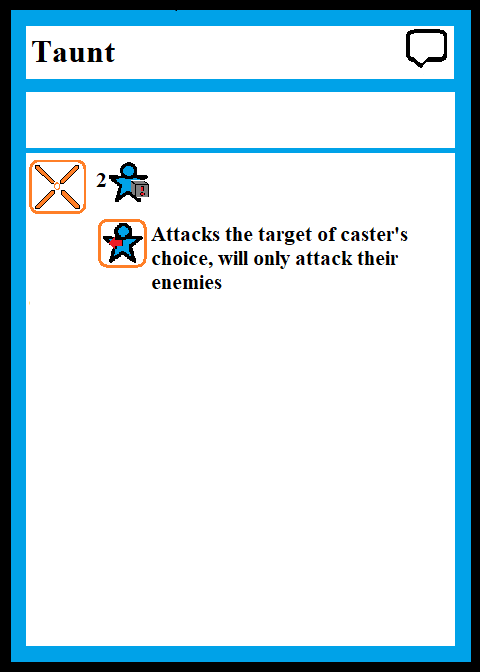 Taunt
2
Attacks the target of caster's
choice, will only attack their
enemies